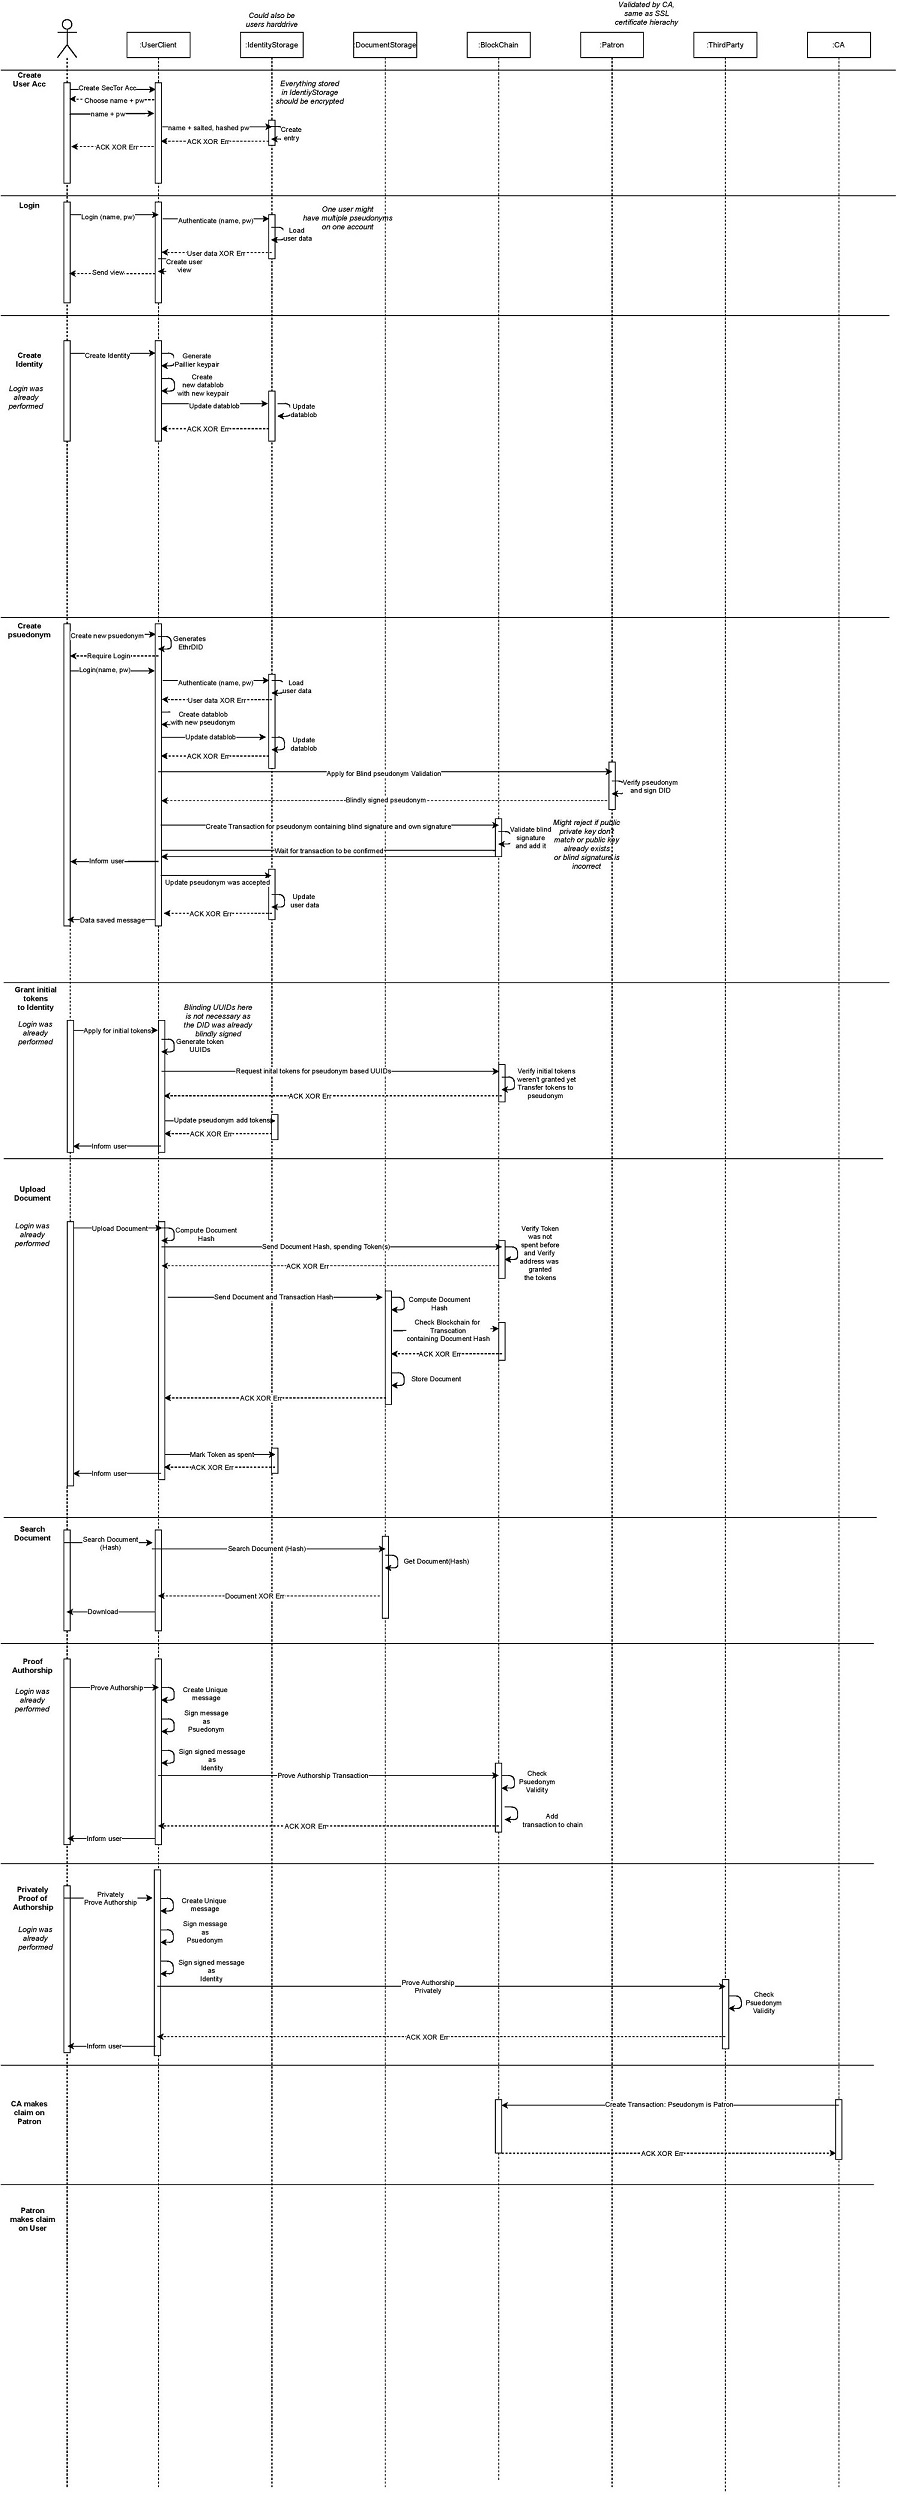 Could also be
users harddrive
Validated by CA,
same as SSL
certificate hierachy
:UserClient
:IdentityStorage
:DocumentStorage
:BlockChain
:Patron
:ThirdParty
:CA
Create
User Acc
Create SecTor Acc
Choose name + pw
name + pw
Everything stored
in IdentiyStorage
should be encrypted
name + salted, hashed pw
Create
entry
ACK XOR Err
ACK XOR Err
Login
Login (name, pw)
Authenticate (name, pw)
One user might
have multiple pseudonyms
on one account
Load
user data
User data XOR Err
Create user
view
Send view
Create
Identity
Login was
already
performed
Create Identity
Generate
Paillier keypair
Create
new datablob
with new keypair
Update datablob
Update
datablob
ACK XOR Err
Create
psuedonym
Create new psuedonym
Generates
EthrDID
Require Login
Login(name, pw)
Authenticate (name, pw)
Load
user data
User data XOR Err
Create datablob
with new pseudonym
Update datablob
Update
datablob
ACK XOR Err
Apply for Blind pseudonym Validation
Verify pseudonym
and sign DID
Blindly signed pseudonym
Create Transaction for pseudonym containing blind signature and own signature
Validate blind
signature
and add it
Might reject if public
private key don't
match or public key
already exists
or blind signature is
incorrect
Wait for transaction to be confirmed
Inform user
Update pseudonym was accepted
Update
user data
ACK XOR Err
Data saved message
Grant initial
tokens
to Identity
Login was
already
performed
Blinding UUIDs here
is not necessary as
the DID was already
blindly signed
Apply for initial tokens
Generate token
UUIDs
Request inital tokens for pseudonym based UUIDs
Verify initial tokens
weren't granted yet
Transfer tokens to
pseudonym
ACK XOR Err
Update pseudonym add tokens
ACK XOR Err
Inform user
Upload
Document
Login was
already
performed
Upload Document
Compute Document
Hash
Send Document Hash, spending Token(s)
Verify Token
was not
spent before
and Verify
address was
granted
the tokens
ACK XOR Err
Send Document and Transaction Hash
Compute Document
Hash
Check Blockchain for
Transcation
containing Document Hash
ACK XOR Err
Store Document
ACK XOR Err
Mark Token as spent
ACK XOR Err
Inform user
Search
Document
Search Document
(Hash)
Search Document (Hash)
Get Document(Hash)
Document XOR Err
Download
Proof
Authorship
Login was
already
performed
Prove Authorship
Create Unique
message
Sign message
as
Psuedonym
Sign signed message
as
Identity
Prove Authorship Transaction
Check
Psuedonym
Validity
Add
transaction to chain
ACK XOR Err
Inform user
Privately
Proof of
Authorship
Login was
already
performed
Privately
Prove Authorship
Create Unique
message
Sign message
as
Psuedonym
Sign signed message
as
Identity
Prove Authorship
Privately
Check
Psuedonym
Validity
ACK XOR Err
Inform user
CA makes
claim on
Patron
Create Transaction: Pseudonym is Patron
ACK XOR Err
Patron
makes claim
on User